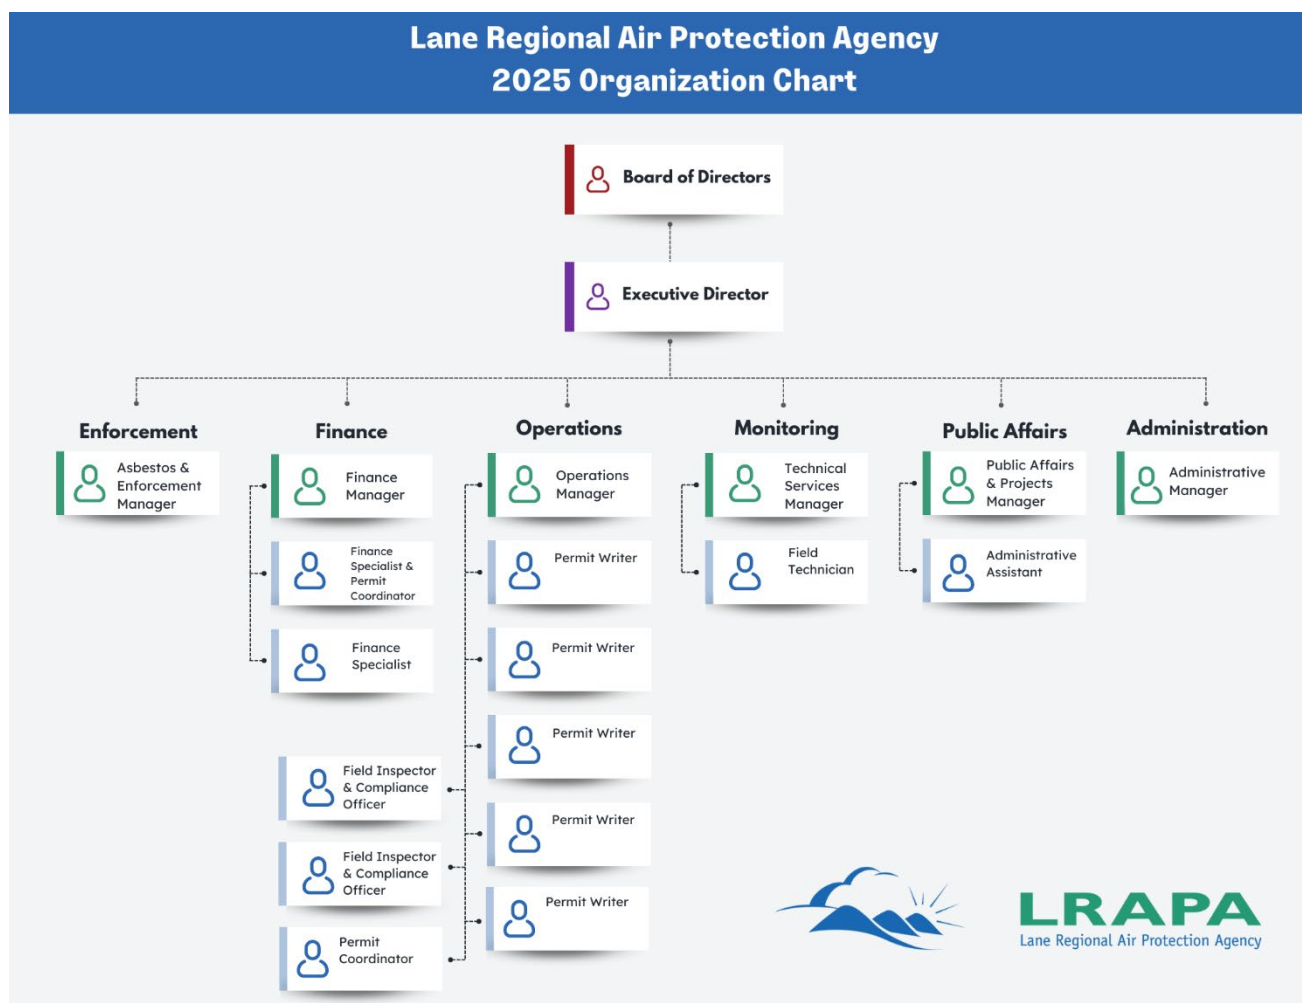 Lane Regional Air Protection Agency
2025 Organization Chart
Board of Directors
Executive Director
Enforcement
Asbestos &
Enforcement
Manager
Finance
Finance
Manager
Finance
Specialist &
Permit
Coordinator
Finance
Specialist
Operations
Operations
Manager
Permit Writer
Permit Writer
Permit Writer
Permit Writer
Permit Writer
Field Inspector
& Compliance
Officer
Field Inspector
& Compliance
Officer
Permit
Coordinator
Monitoring
Technical
Services
Manager
Field
Technician
Public Affairs
Public Affairs
& Projects
Manager
Administrative
Assistant
Administration
Administrative
Manager
LRAPA
Lane Regional Air Protection Agency